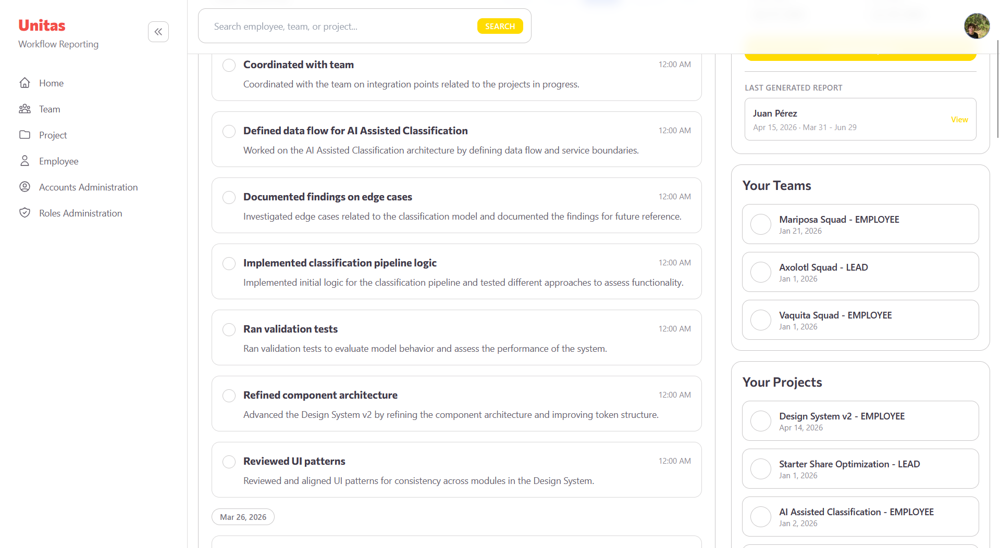 Unitas
Workflow Reporting
Home
Team
Project
Employee
Accounts Administration
Roles Administration
Search employee, team, or project...
SEARCH
Coordinated with team
12:00 AM
Coordinated with the team on integration points related to the projects in progress.
Defined data flow for AI Assisted Classification
12:00 AM
Worked on the AI Assisted Classification architecture by defining data flow and service boundaries.
Documented findings on edge cases
12:00 AM
Investigated edge cases related to the classification model and documented the findings for future reference.
Implemented classification pipeline logic
12:00 AM
Implemented initial logic for the classification pipeline and tested different approaches to assess functionality.
Ran validation tests
12:00 AM
Ran validation tests to evaluate model behavior and assess the performance of the system.
Refined component architecture
12:00 AM
Advanced the Design System v2 by refining the component architecture and improving token structure.
Reviewed UI patterns
12:00 AM
Reviewed and aligned UI patterns for consistency across modules in the Design System.
Mar 26, 2026
LAST GENERATED REPORT
Juan Pérez
Apr 15, 2026 · Mar 31 - Jun 29
View
Your Teams
Mariposa Squad - EMPLOYEE
Jan 21, 2026
Axolotl Squad - LEAD
Jan 1, 2026
Vaquita Squad - EMPLOYEE
Jan 1, 2026
Your Projects
Design System v2 - EMPLOYEE
Apr 14, 2026
Starter Share Optimization - LEAD
Jan 1, 2026
AI Assisted Classification - EMPLOYEE
Jan 2, 2026